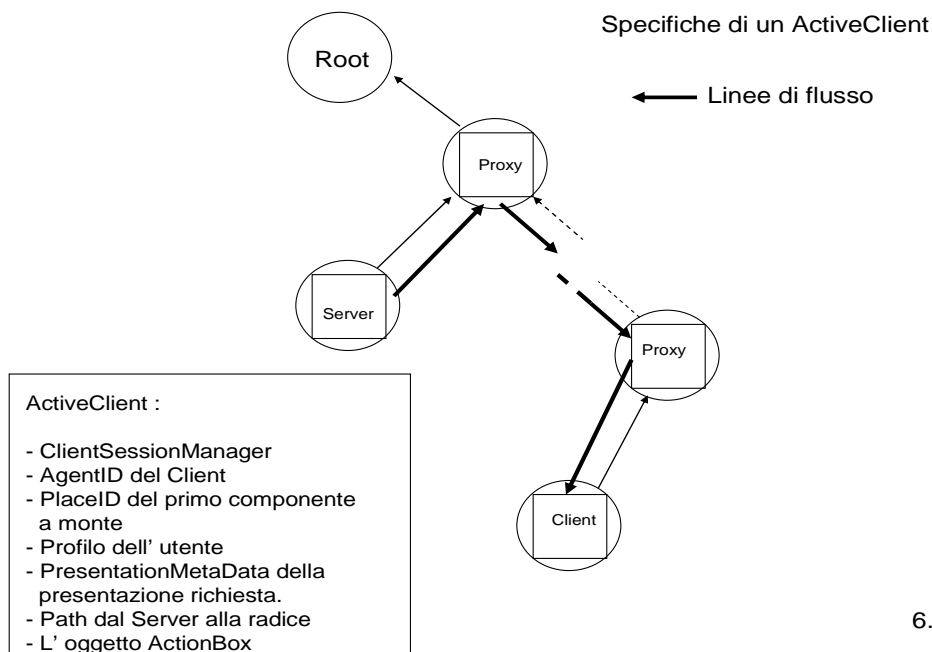 Specifiche di un ActiveClient
Root
Linee di flusso
Proxy
Server
Proxy
Client
ActiveClient :
- ClientSessionManager
- AgentID del Client
- PlaceID del primo componente
a monte
- Profilo dell' utente
- PresentationMetaData della
presentazione richiesta.
- Path dal Server alla radice
- L' oggetto ActionBox
6.